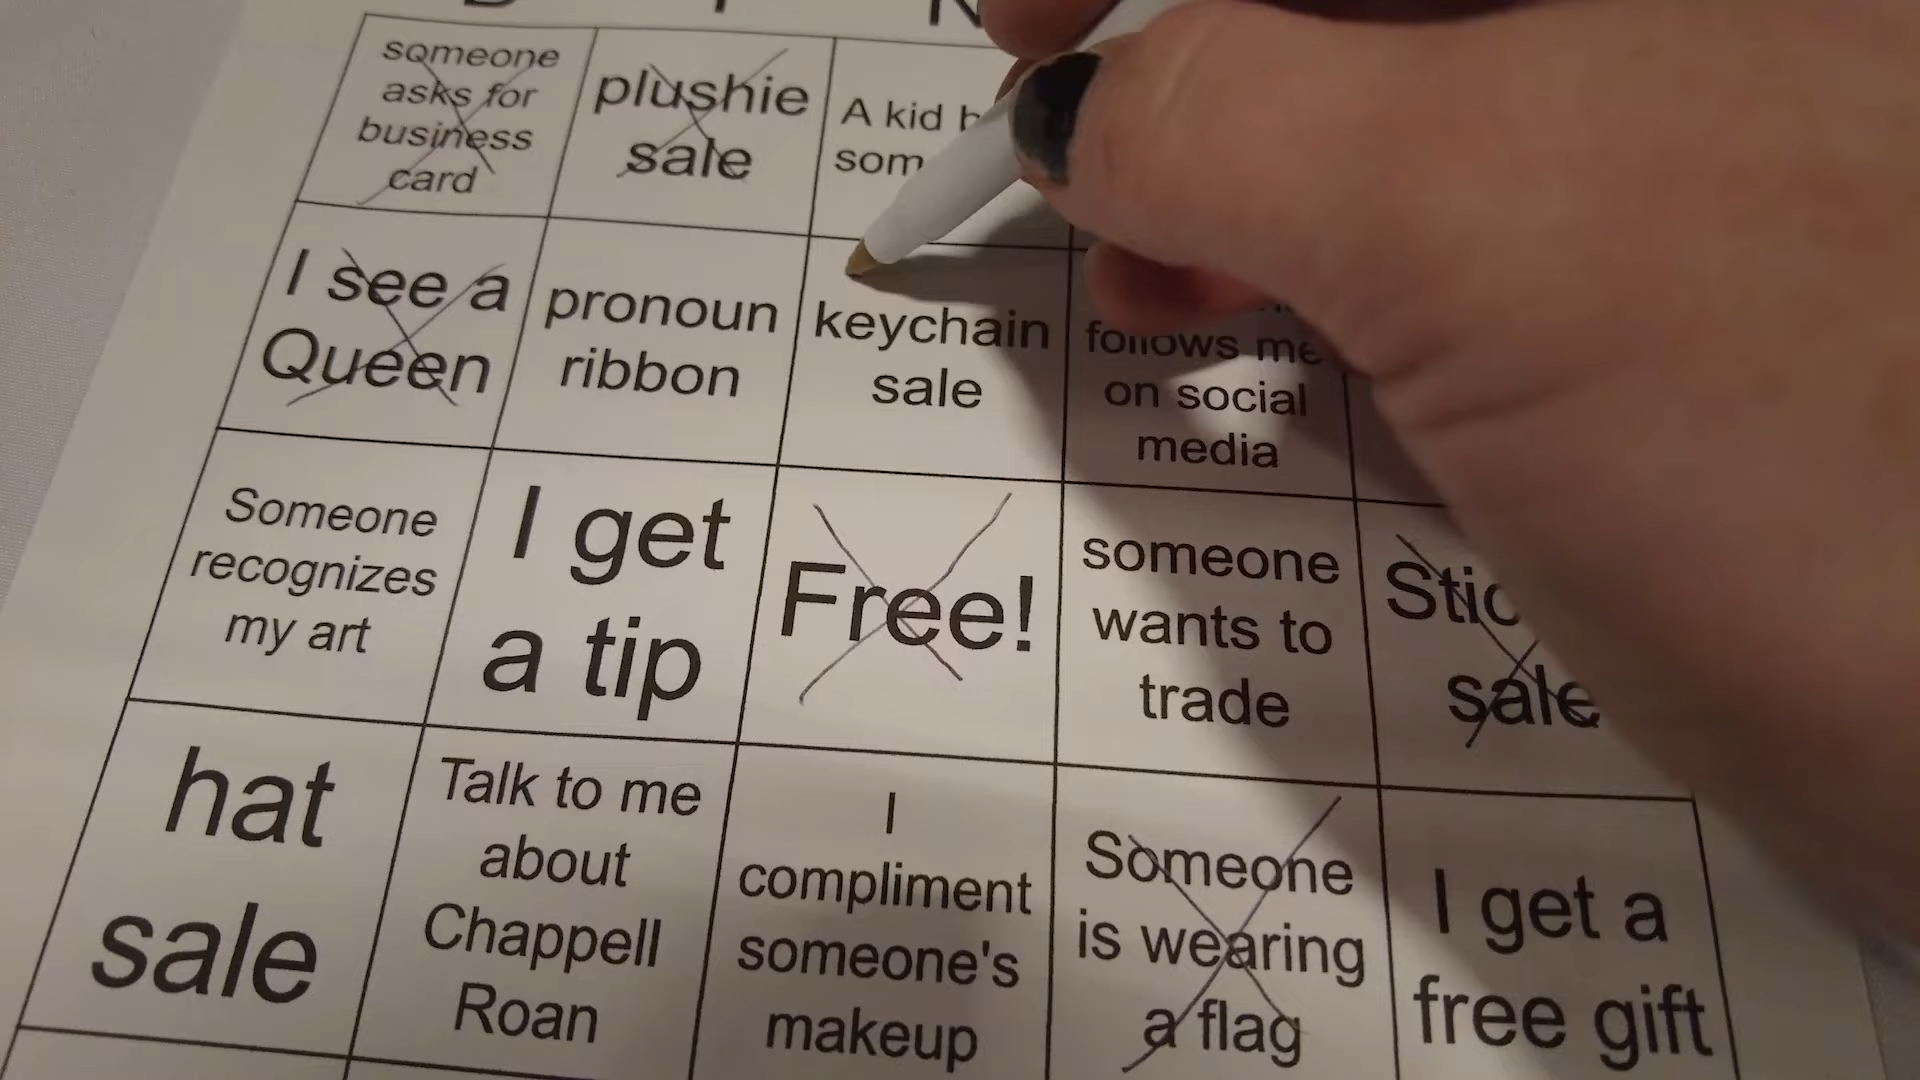 someone
asks for
business
card
plushie
sale
A kid
I see a
Queen
pronoun
ribbon
keychain
sale
follows me
on social
media
Someone
recognizes
my art
I get
a tip
Free!
someone
wants to
trade
sale
hat
sale
Talk to me
about
Chappell
Roan
I
compliment
someone's
makeup
Someone
is wearing
a flag
I get a
free gift